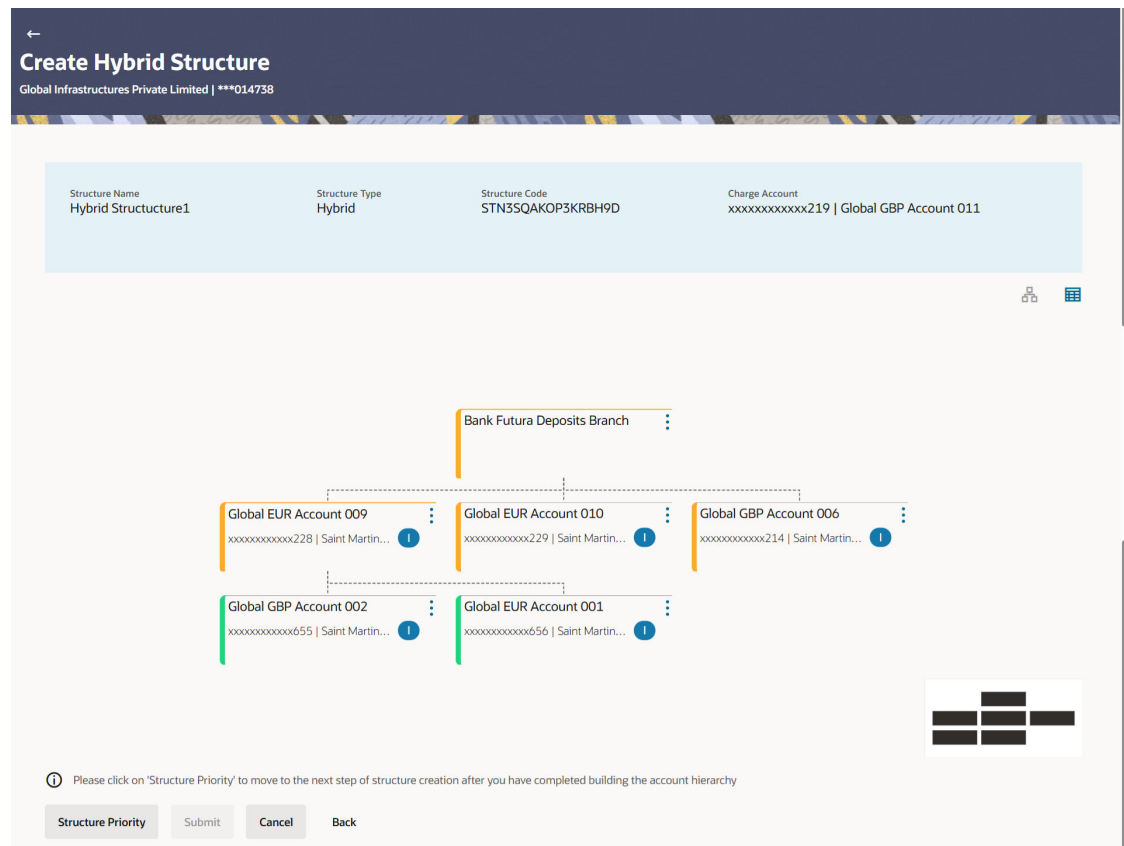 ←
Create Hybrid Structure
Global Infrastructures Private Limited | ***014738
Structure Name Structure Type Structure Code Charge Account
Hybrid Structucture1 Hybrid STN3SQAKOP3KRBH9D xxxxxxxxxxxx219 | Global GBP Account 011
Bank Futura Deposits Branch
Global EUR Account 009 Global EUR Account 010 Global GBP Account 006
xxxxxxxxxxxx228 | Saint Martin... I xxxxxxxxxxxx229 | Saint Martin... I xxxxxxxxxxxx214 | Saint Martin... I
Global GBP Account 002 Global EUR Account 001
xxxxxxxxxxxx655 | Saint Martin... I xxxxxxxxxxxx656 | Saint Martin... I
Please click on 'Structure Priority' to move to the next step of structure creation after you have completed building the account hierarchy
Structure Priority Submit Cancel Back